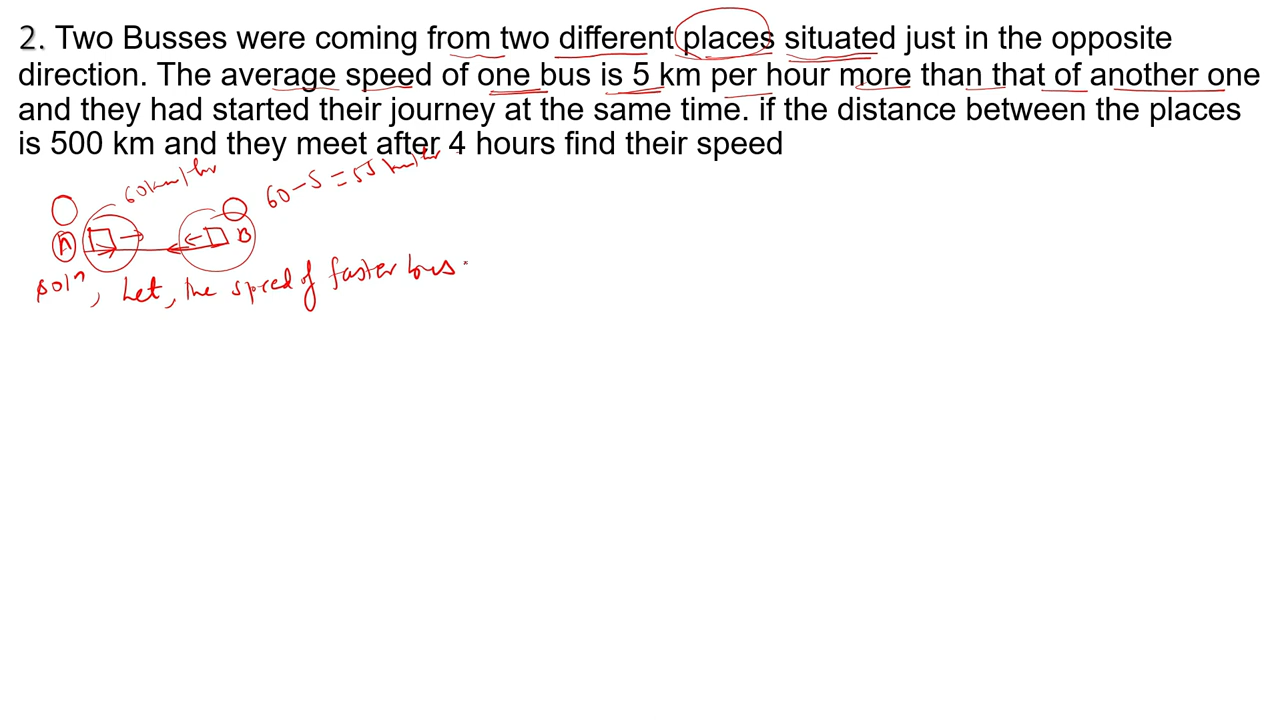 2. Two Busses were coming from two different places situated just in the opposite
direction. The average speed of one bus is 5 km per hour more than that of another one
and they had started their journey at the same time. if the distance between the places
is 500 km and they meet after 4 hours find their speed
60km/hr
60-5=55km/hr
A B
Solⁿ, Let, the speed of faster bus